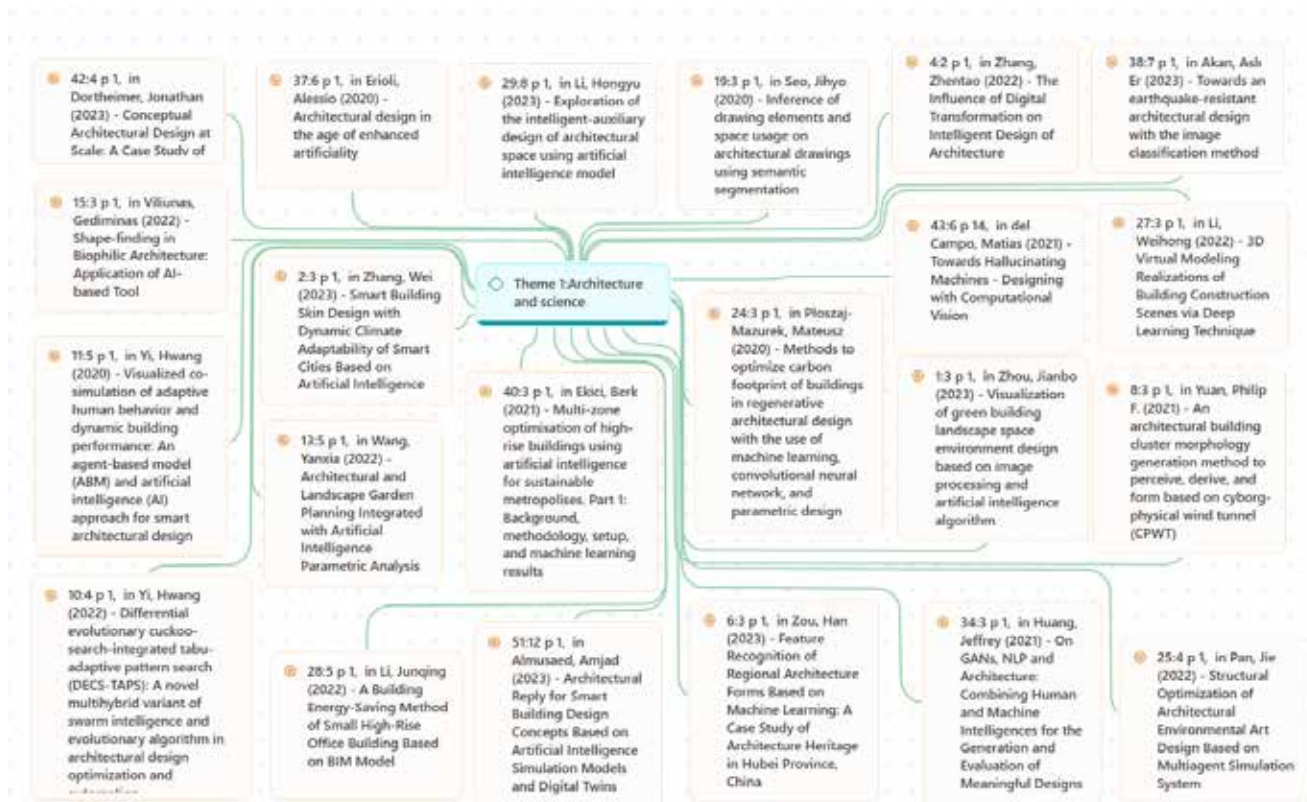 42:4 p 1, in
Dortheimer, Jonathan
(2023) - Conceptual
Architectural Design at
Scale: A Case Study of
37:6 p 1, in Erioli,
Alessio (2020) -
Architectural design in
the age of enhanced
artificiality
29:8 p 1, in Li, Hongyu
(2023) - Exploration of
the intelligent-auxiliary
design of architectural
space using artificial
intelligence model
19:3 p 1, in Seo, Jihyo
(2020) - Inference of
drawing elements and
space usage on
architectural drawings
using semantic
segmentation
4:2 p 1, in Zhang,
Zhentao (2022) - The
Influence of Digital
Transformation on
Intelligent Design of
Architecture
38:7 p 1, in Akan, Aslı
Er (2023) - Towards an
earthquake-resistant
architectural design
with the image
classification method
15:3 p 1, in Viliunas,
Gediminas (2022) -
Shape-finding in
Biophilic Architecture:
Application of AI-
based Tool
2:3 p 1, in Zhang, Wei
(2023) - Smart Building
Skin Design with
Dynamic Climate
Adaptability of Smart
Cities Based on
Artificial Intelligence
Theme 1:Architecture
and science
43:6 p 14, in del
Campo, Matias (2021) -
Towards Hallucinating
Machines - Designing
with Computational
Vision
27:3 p 1, in Li,
Weihong (2022) - 3D
Virtual Modeling
Realizations of
Building Construction
Scenes via Deep
Learning Technique
11:5 p 1, in Yi, Hwang
(2020) - Visualized co-
simulation of adaptive
human behavior and
dynamic building
performance: An
agent-based model
(ABM) and artificial
intelligence (AI)
approach for smart
architectural design
13:5 p 1, in Wang,
Yanxia (2022) -
Architectural and
Landscape Garden
Planning Integrated
with Artificial
Intelligence
Parametric Analysis
40:3 p 1, in Ekici, Berk
(2021) - Multi-zone
optimisation of high-
rise buildings using
artificial intelligence
for sustainable
metropolises. Part 1:
Background,
methodology, setup,
and machine learning
results
24:3 p 1, in Płoszaj-
Mazurek, Mateusz
(2020) - Methods to
optimize carbon
footprint of buildings
in regenerative
architectural design
with the use of
machine learning,
convolutional neural
network, and
parametric design
1:3 p 1, in Zhou, Jianbo
(2023) - Visualization
of green building
landscape space
environment design
based on image
processing and
artificial intelligence
algorithm
8:3 p 1, in Yuan, Philip
F. (2021) - An
architectural building
cluster morphology
generation method to
perceive, derive, and
form based on cyborg-
physical wind tunnel
(CPWT)
10:4 p 1, in Yi, Hwang
(2022) - Differential
evolutionary cuckoo-
search-integrated tabu-
adaptive pattern search
(DECS-TAPS): A novel
multihybrid variant of
swarm intelligence and
evolutionary algorithm in
architectural design
optimization and
28:5 p 1, in Li, Junqing
(2022) - A Building
Energy-Saving Method
of Small High-Rise
Office Building Based
on BIM Model
51:12 p 1, in
Almusaed, Amjad
(2023) - Architectural
Reply for Smart
Building Design
Concepts Based on
Artificial Intelligence
Simulation Models
and Digital Twins
6:3 p 1, in Zou, Han
(2023) - Feature
Recognition of
Regional Architecture
Forms Based on
Machine Learning: A
Case Study of
Architecture Heritage
in Hubei Province,
China
34:3 p 1, in Huang,
Jeffrey (2021) - On
GANs, NLP and
Architecture:
Combining Human
and Machine
Intelligences for the
Generation and
Evaluation of
Meaningful Designs
25:4 p 1, in Pan, Jie
(2022) - Structural
Optimization of
Architectural
Environmental Art
Design Based on
Multiagent Simulation
System